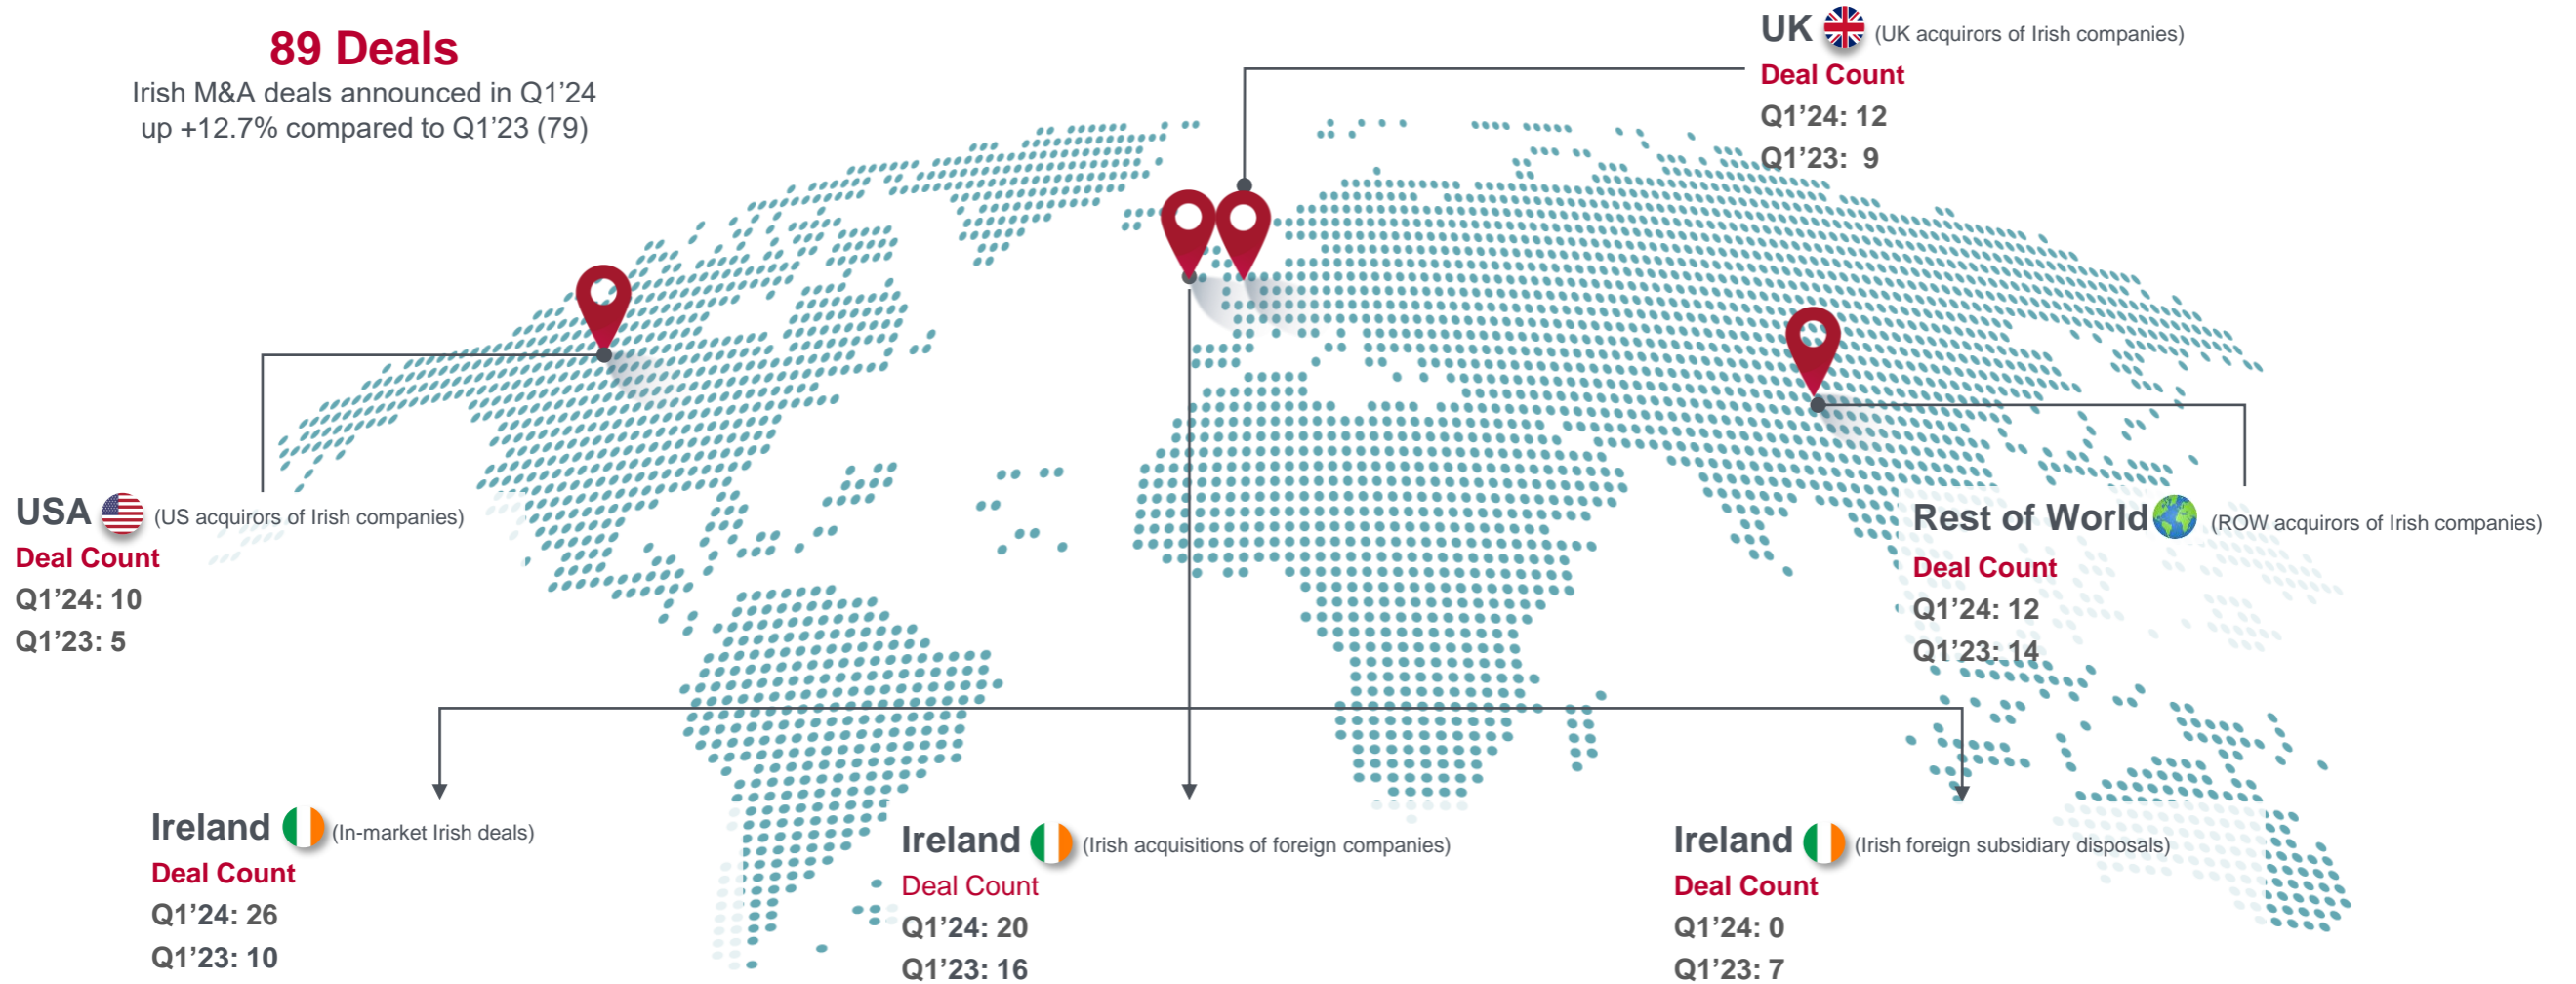 89 Deals
Irish M&A deals announced in Q1’24
up +12.7% compared to Q1’23 (79)
UK (UK acquirors of Irish companies)
Deal Count
Q1’24: 12
Q1’23: 9
USA (US acquirors of Irish companies)
Deal Count
Q1’24: 10
Q1’23: 5
Rest of World (ROW acquirors of Irish companies)
Deal Count
Q1’24: 12
Q1’23: 14
Ireland (In-market Irish deals)
Deal Count
Q1’24: 26
Q1’23: 10
Ireland (Irish acquisitions of foreign companies)
Deal Count
Q1’24: 20
Q1’23: 16
Ireland (Irish foreign subsidiary disposals)
Deal Count
Q1’24: 0
Q1’23: 7